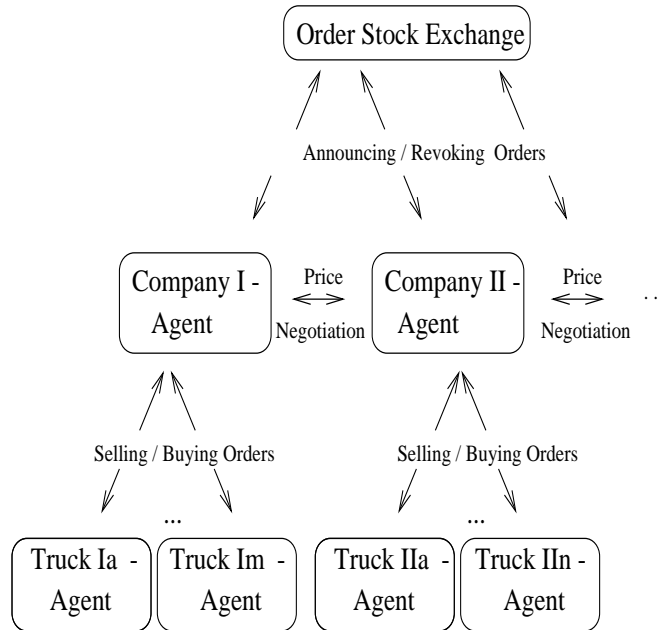 Order Stock Exchange
Announcing / Revoking Orders
Company I -
Agent
Price
Negotiation
Company II -
Agent
Price
Negotiation
. .
Selling / Buying Orders
Selling / Buying Orders
...
...
Truck Ia -
Agent
Truck Im -
Agent
Truck IIa -
Agent
Truck IIn -
Agent